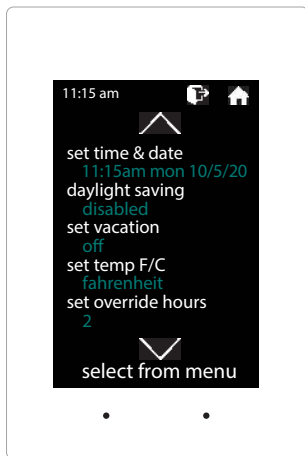 11:15 am
set time & date
11:15am mon 10/5/20
daylight saving
disabled
set vacation
off
set temp F/C
fahrenheit
set override hours
2
select from menu